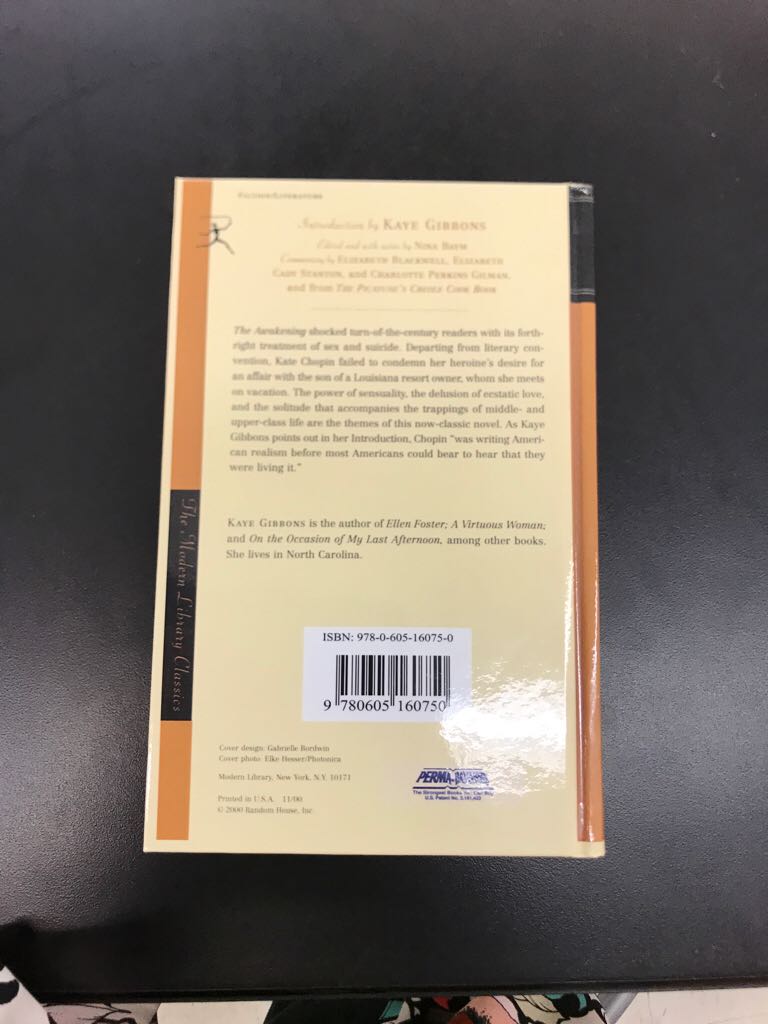 FICTION/LITERATURE
Introduction by KAYE GIBBONS
Edited and with notes by NINA BAYM
Commentary by ELIZABETH BLACKWELL, ELIZABETH
CADY STANTON, AND CHARLOTTE PERKINS GILMAN,
and from THE PICAYUNE'S CREOLE COOK BOOK
The Awakening shocked turn-of-the-century readers with its forth-
right treatment of sex and suicide. Departing from literary con-
vention, Kate Chopin failed to condemn her heroine's desire for
an affair with the son of a Louisiana resort owner, whom she meets
on vacation. The power of sensuality, the delusion of ecstatic love,
and the solitude that accompanies the trappings of middle- and
upper-class life are the themes of this now-classic novel. As Kaye
Gibbons points out in her Introduction, Chopin "was writing Ameri-
can realism before most Americans could bear to hear that they
were living it."
KAYE GIBBONS is the author of Ellen Foster; A Virtuous Woman;
and On the Occasion of My Last Afternoon, among other books.
She lives in North Carolina.
The Modern Library Classics
ISBN: 978-0-605-16075-0
9 780605 160750
Cover design: Gabrielle Bordwin
Cover photo: Elke Hesser/Photonica
Modern Library, New York, N.Y. 10171
Printed in U.S.A. 11/00
© 2000 Random House, Inc.
PERMA-BOUND
The Strongest Books You Can Buy
U.S. Patent No.